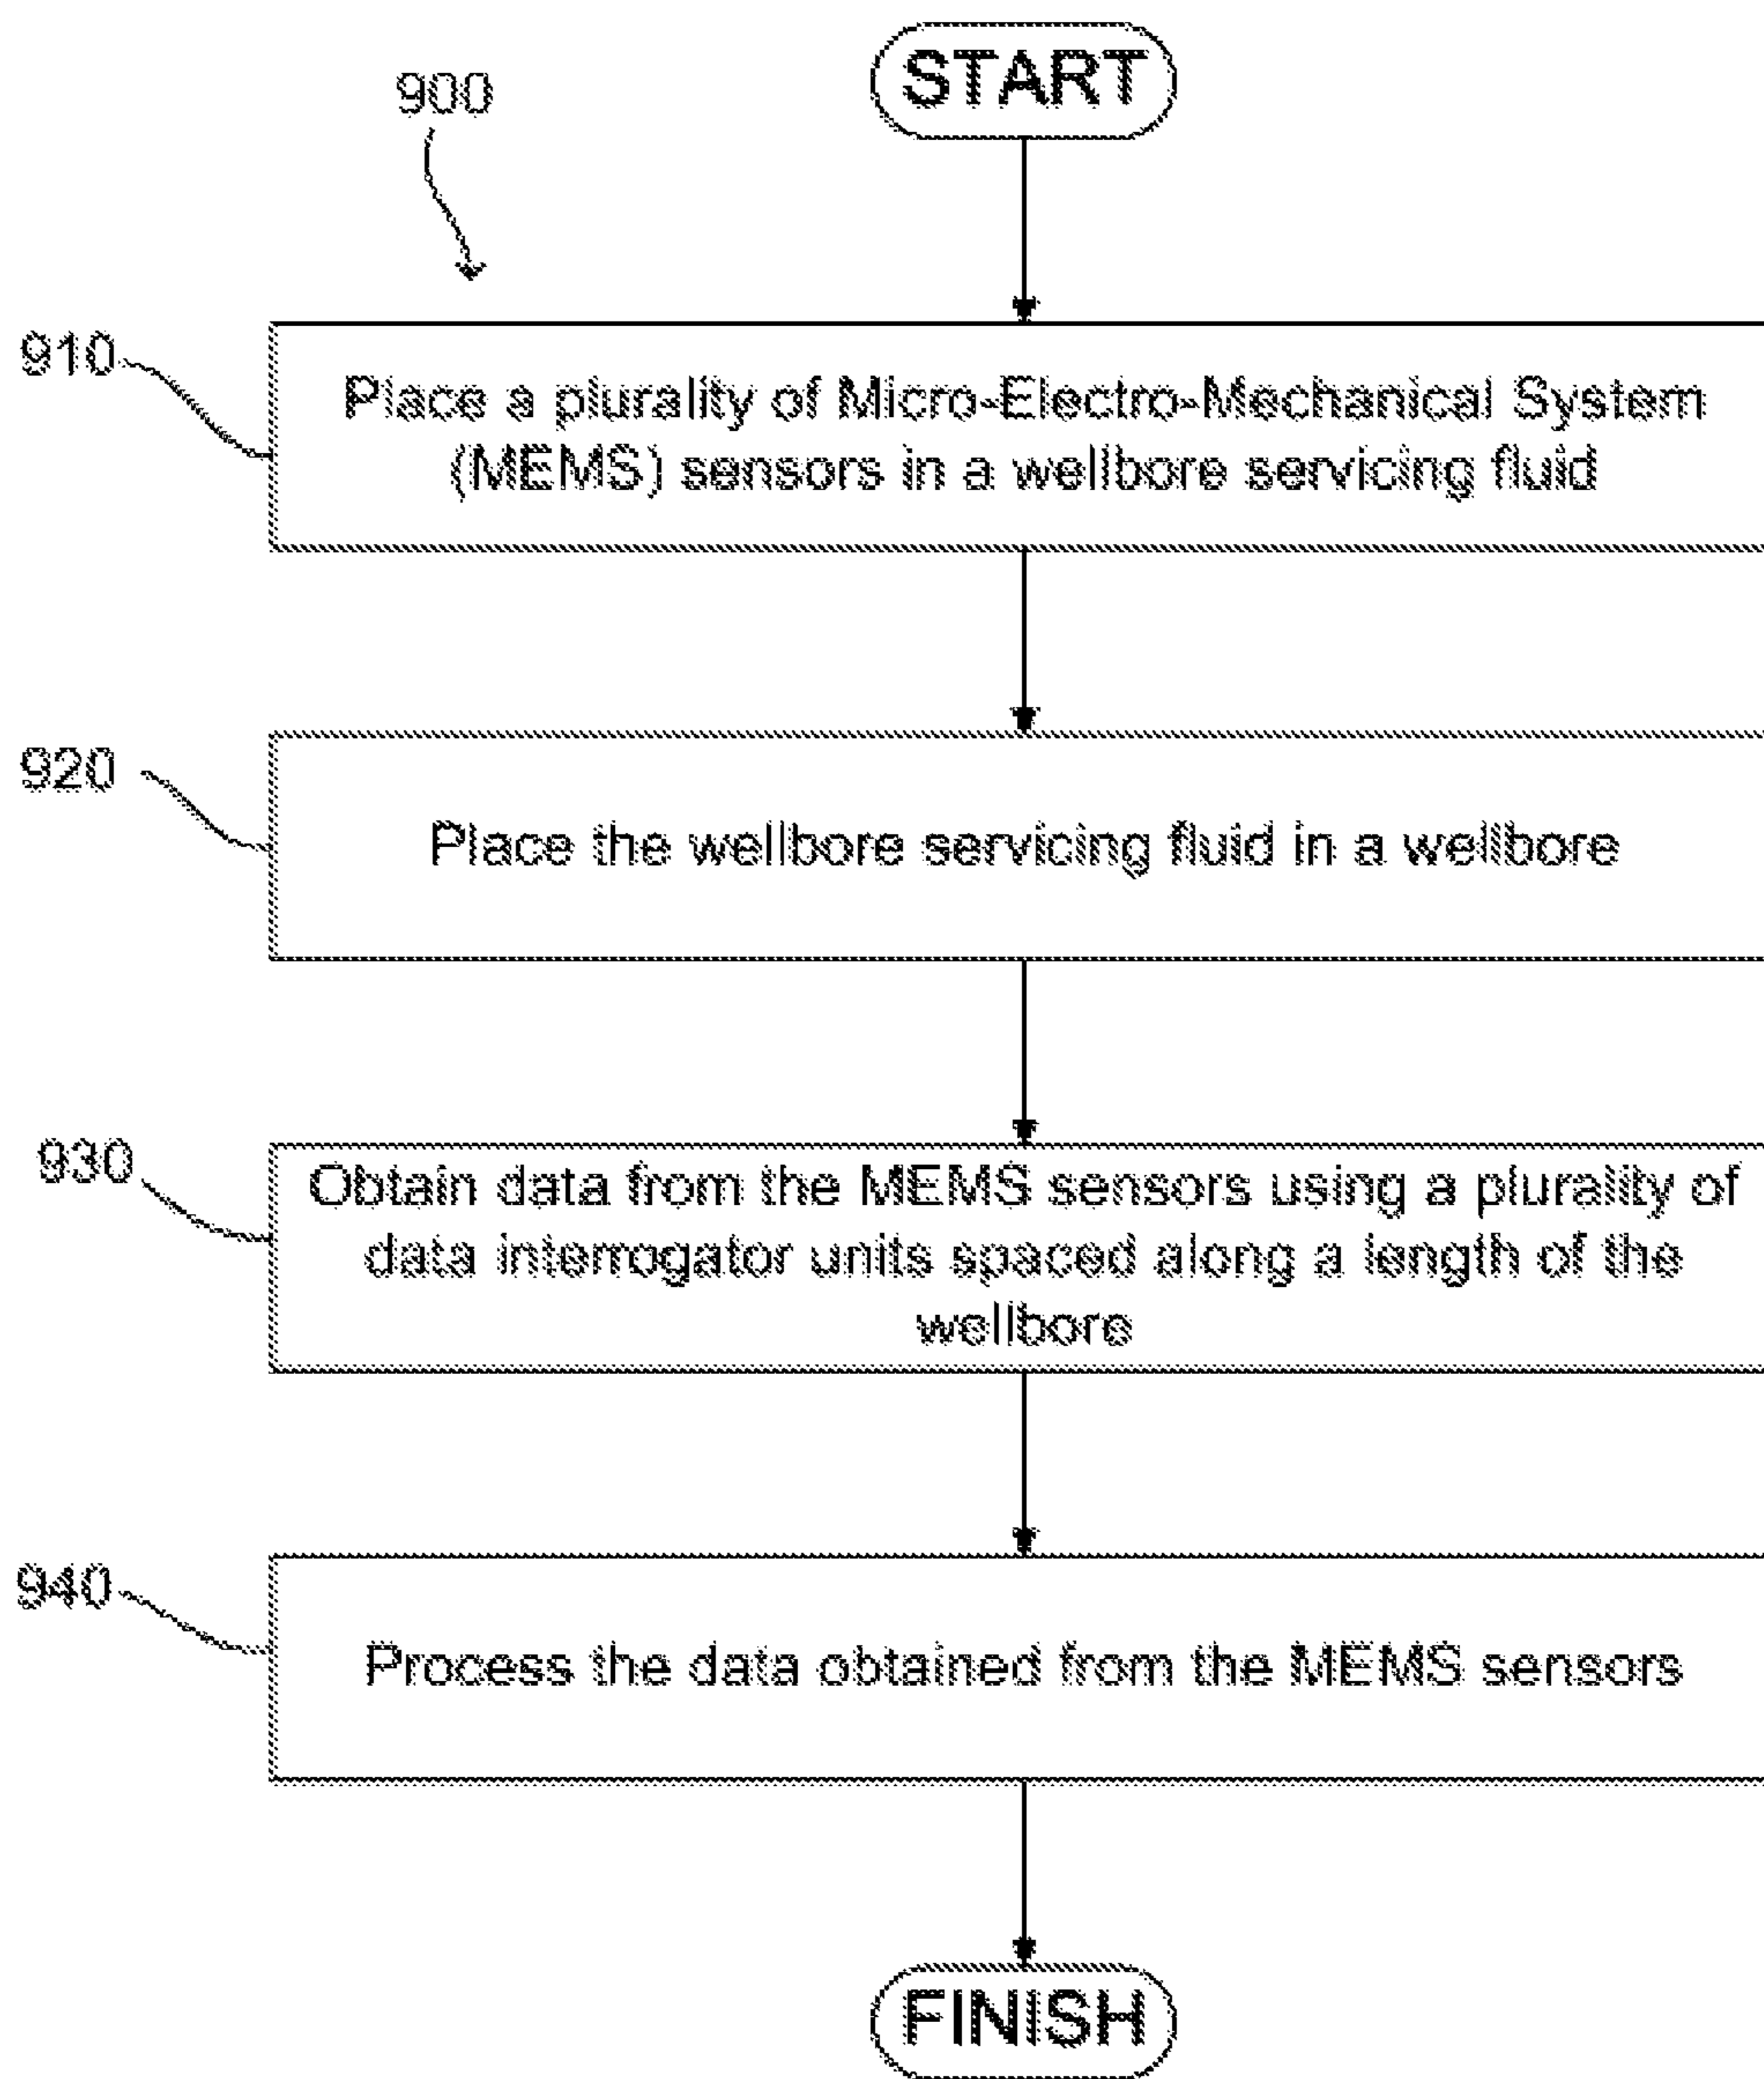 START
900
910
Place a plurality of Micro-Electro-Mechanical System
(MEMS) sensors in a wellbore servicing fluid
920
Place the wellbore servicing fluid in a wellbore
930
Obtain data from the MEMS sensors using a plurality of
data interrogator units spaced along a length of the
wellbore
940
Process the data obtained from the MEMS sensors
FINISH